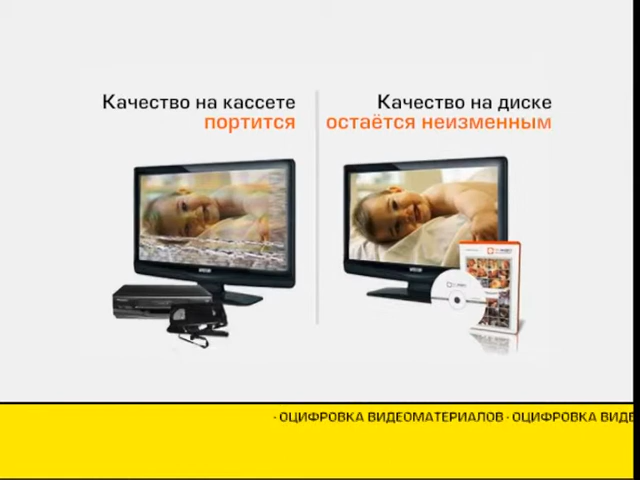 Качество на кассете
портится
Качество на диске
остаётся неизменным
· ОЦИФРОВКА ВИДЕОМАТЕРИАЛОВ · ОЦИФРОВКА ВИДЕ